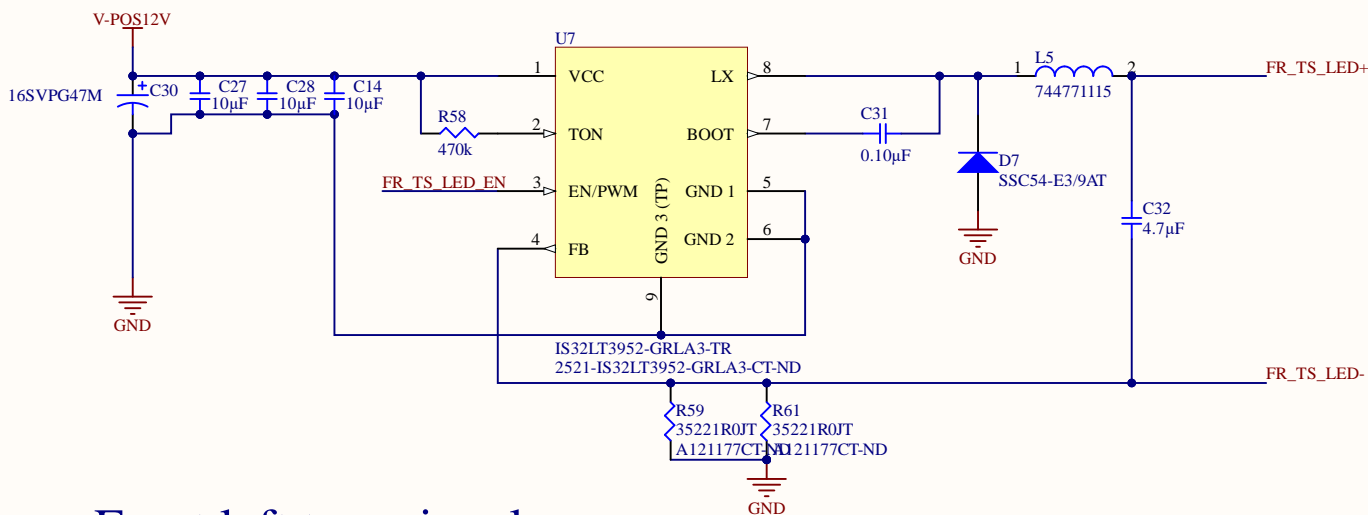 V-POS12V
U7
1
VCC
LX
8
L5
1
2
FR_TS_LED+
16SVPG47M
+
C30
C27
10µF
C28
10µF
C14
10µF
744771115
R58
470k
2
TON
BOOT
7
C31
0.10µF
D7
SSC54-E3/9AT
FR_TS_LED_EN
3
EN/PWM
GND 1
5
GND 3 (TP)
4
FB
GND 2
6
C32
4.7µF
GND
9
GND
IS32LT3952-GRLA3-TR
2521-IS32LT3952-GRLA3-CT-ND
FR_TS_LED-
R59
35221R0JT
A121177CT-ND
R61
35221R0JT
A121177CT-ND
GND